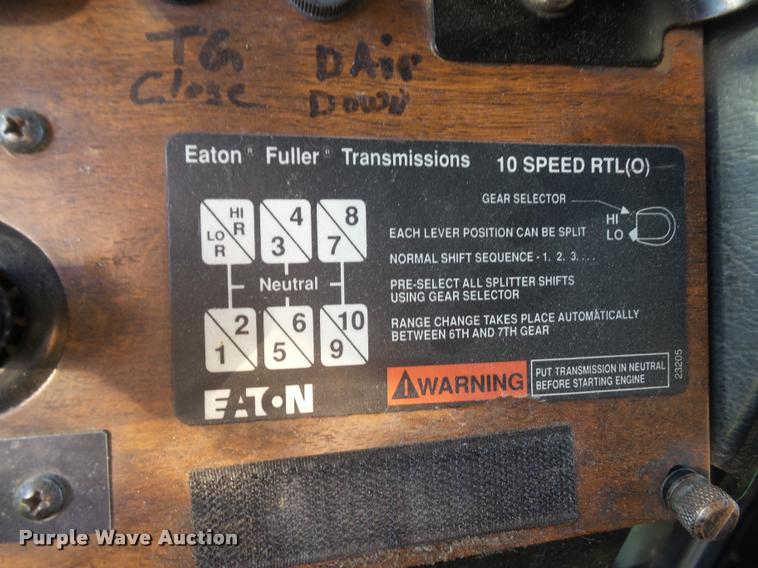 TG DAir
Close Down
Eaton® Fuller® Transmissions 10 SPEED RTL(O)
GEAR SELECTOR
HI
LO
LO R HI R 3 4 7 8
EACH LEVER POSITION CAN BE SPLIT
NORMAL SHIFT SEQUENCE - 1. 2. 3. . . .
Neutral
PRE-SELECT ALL SPLITTER SHIFTS
USING GEAR SELECTOR
1 2 5 6 9 10
RANGE CHANGE TAKES PLACE AUTOMATICALLY
BETWEEN 6TH AND 7TH GEAR
EATON
WARNING
PUT TRANSMISSION IN NEUTRAL
BEFORE STARTING ENGINE
23205
Purple Wave Auction